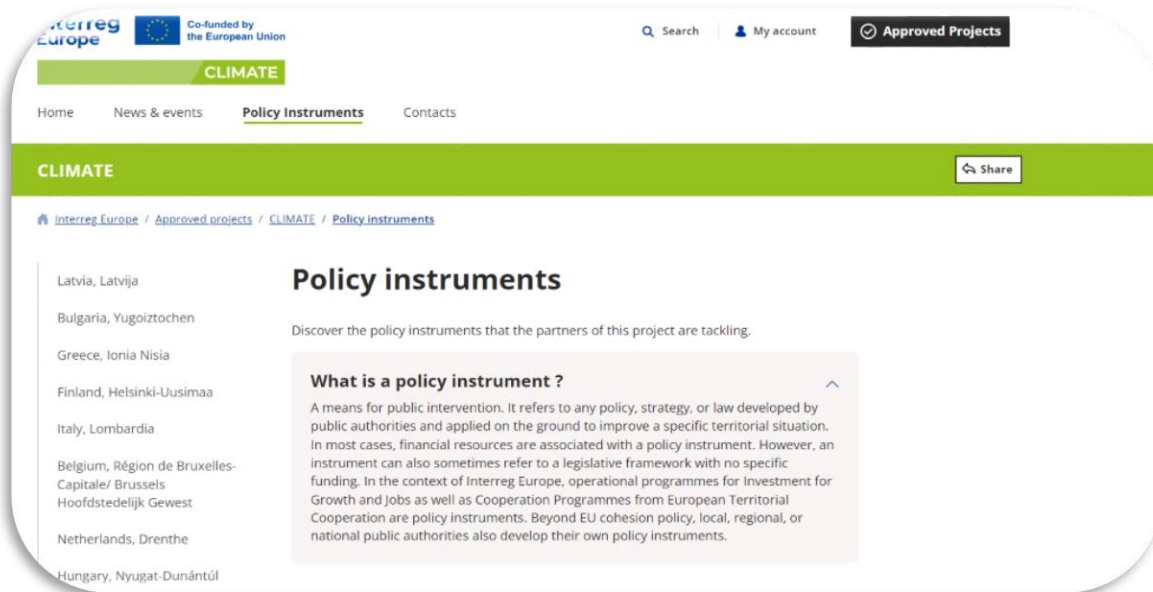 Interreg
Europe
Co-funded by
the European Union
Search
My account
Approved Projects
CLIMATE
Home
News & events
Policy Instruments
Contacts
CLIMATE
Share
Interreg Europe / Approved projects / CLIMATE / Policy instruments
Latvia, Latvija
Bulgaria, Yugoiztochen
Greece, Ionia Nisia
Finland, Helsinki-Uusimaa
Italy, Lombardia
Belgium, Région de Bruxelles-
Capitale/ Brussels
Hoofdstedelijk Gewest
Netherlands, Drenthe
Hungary, Nyugat-Dunántúl
Policy instruments
Discover the policy instruments that the partners of this project are tackling.
What is a policy instrument ?
A means for public intervention. It refers to any policy, strategy, or law developed by
public authorities and applied on the ground to improve a specific territorial situation.
In most cases, financial resources are associated with a policy instrument. However, an
instrument can also sometimes refer to a legislative framework with no specific
funding. In the context of Interreg Europe, operational programmes for Investment for
Growth and Jobs as well as Cooperation Programmes from European Territorial
Cooperation are policy instruments. Beyond EU cohesion policy, local, regional, or
national public authorities also develop their own policy instruments.